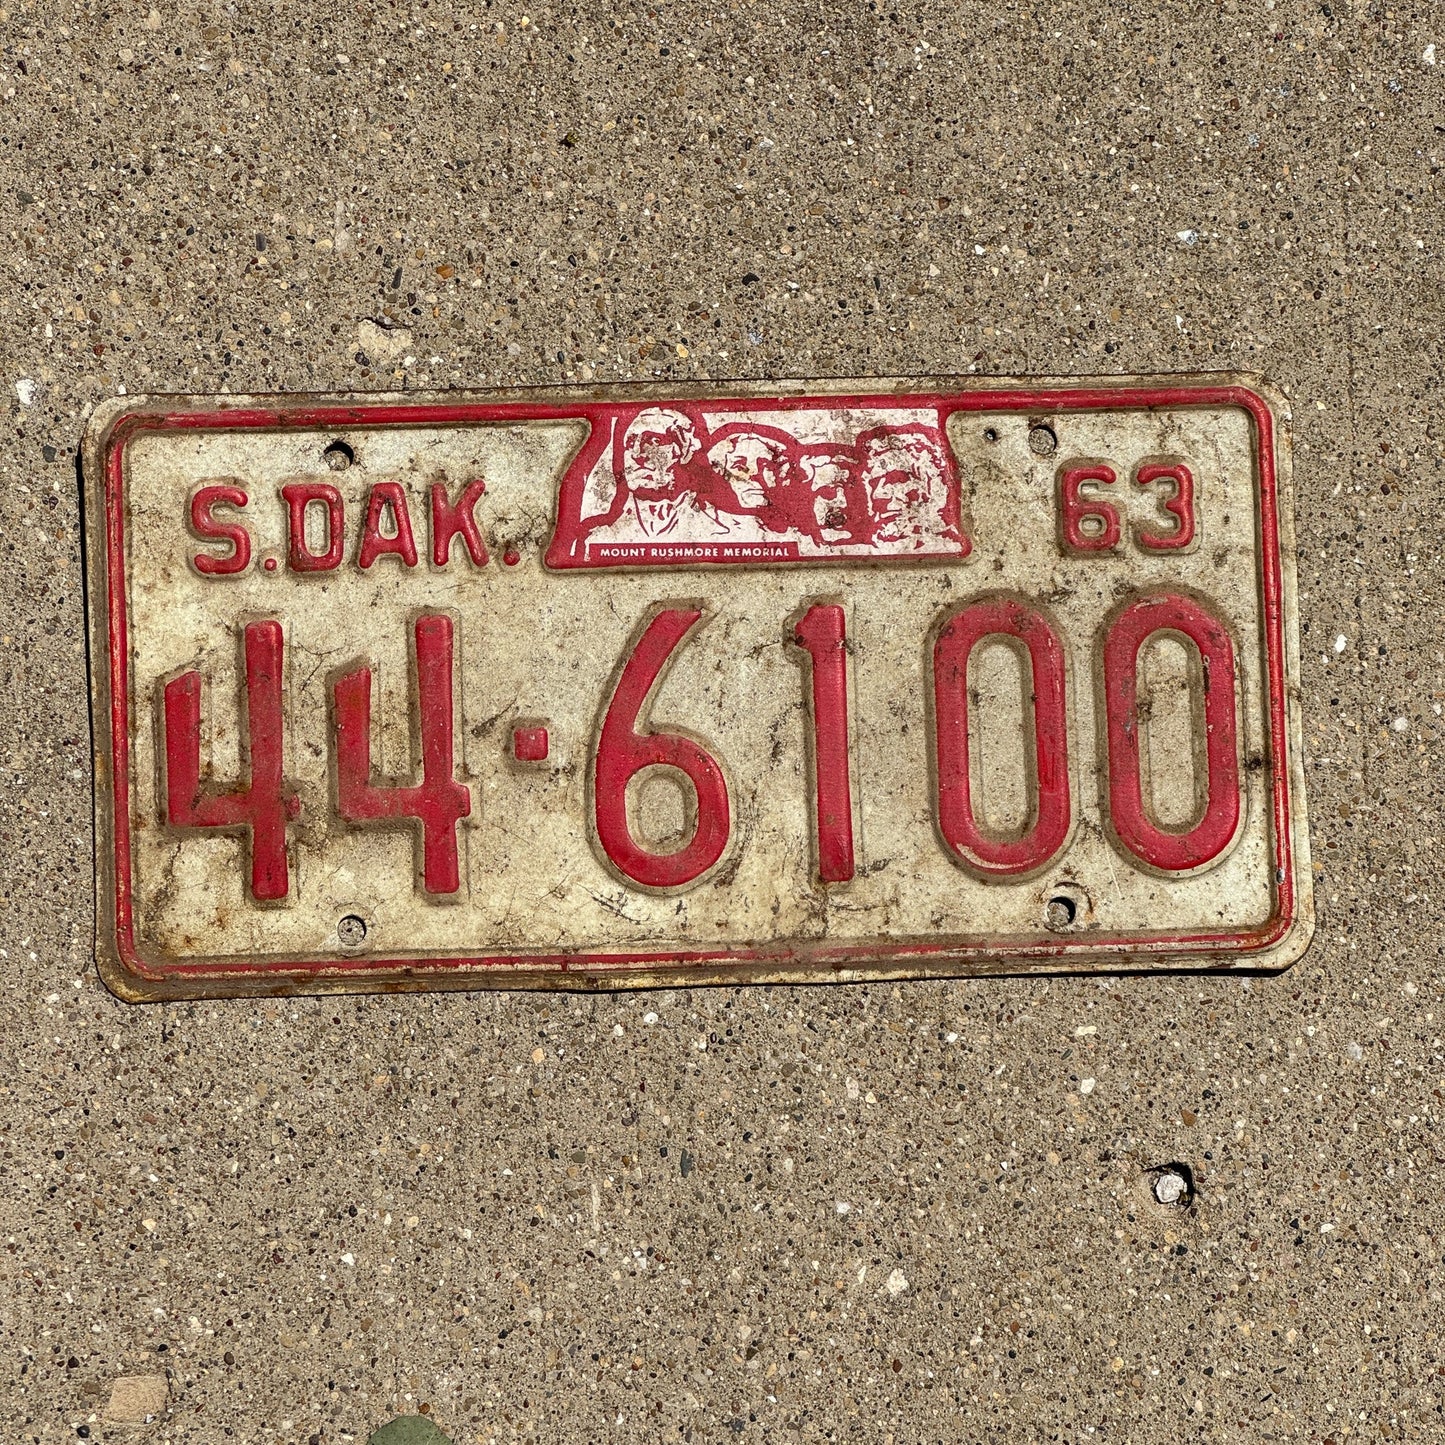 S.DAK. 63
MOUNT RUSHMORE MEMORIAL
44·6100